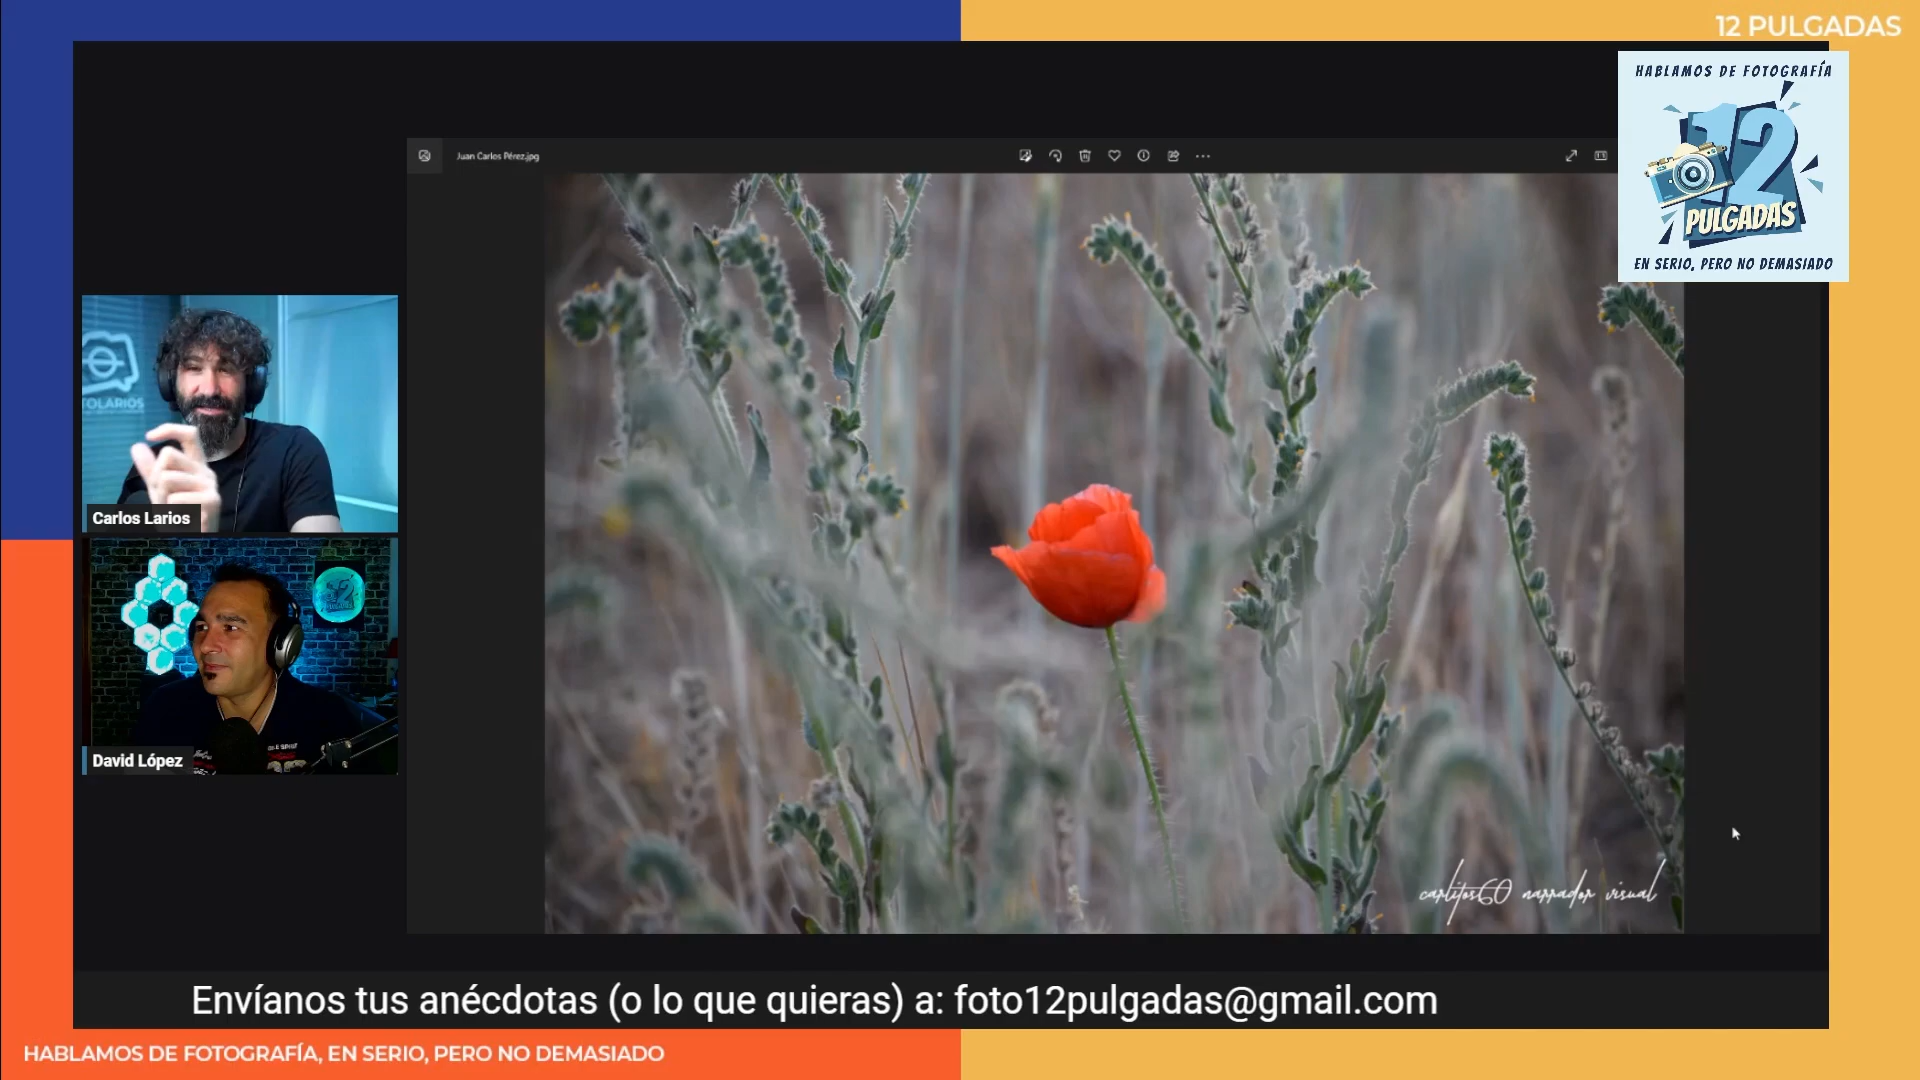 12 PULGADAS
HABLAMOS DE FOTOGRAFÍA
12
PULGADAS
EN SERIO, PERO NO DEMASIADO
Juan Carlos Pérez.jpg
TOLARIOS
Carlos Larios
David López
carlitos60 narrador visual
Envíanos tus anécdotas (o lo que quieras) a: foto12pulgadas@gmail.com
HABLAMOS DE FOTOGRAFÍA, EN SERIO, PERO NO DEMASIADO